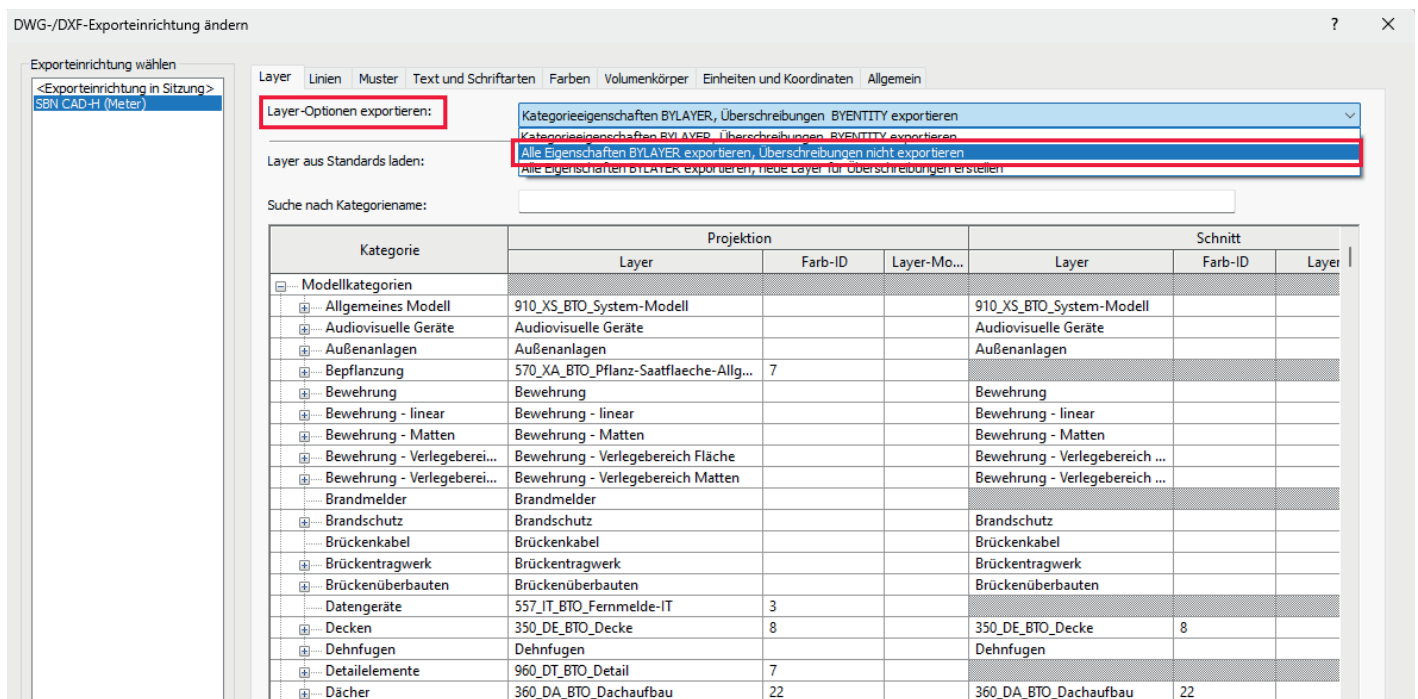 DWG-/DXF-Exporteinrichtung ändern ? ×
Exporteinrichtung wählen
<Exporteinrichtung in Sitzung>
SBN CAD-H (Meter)
Layer Linien Muster Text und Schriftarten Farben Volumenkörper Einheiten und Koordinaten Allgemein
Layer-Optionen exportieren: Kategorieeigenschaften BYLAYER, Überschreibungen BYENTITY exportieren
Kategorieeigenschaften BYLAYER, Überschreibungen BYENTITY exportieren
Alle Eigenschaften BYLAYER exportieren, Überschreibungen nicht exportieren
Layer aus Standards laden:
Alle Eigenschaften BYLAYER exportieren, neue Layer für Überschreibungen erstellen
Suche nach Kategoriename:
Kategorie Projektion Schnitt
Layer Farb-ID Layer-Mo... Layer Farb-ID Layer
Modellkategorien
Allgemeines Modell 910_XS_BTO_System-Modell 910_XS_BTO_System-Modell
Audiovisuelle Geräte Audiovisuelle Geräte Audiovisuelle Geräte
Außenanlagen Außenanlagen Außenanlagen
Bepflanzung 570_XA_BTO_Pflanz-Saatflaeche-Allg... 7
Bewehrung Bewehrung Bewehrung
Bewehrung - linear Bewehrung - linear Bewehrung - linear
Bewehrung - Matten Bewehrung - Matten Bewehrung - Matten
Bewehrung - Verlegeberei... Bewehrung - Verlegebereich Fläche Bewehrung - Verlegebereich ...
Bewehrung - Verlegeberei... Bewehrung - Verlegebereich Matten Bewehrung - Verlegebereich ...
Brandmelder Brandmelder
Brandschutz Brandschutz Brandschutz
Brückenkabel Brückenkabel Brückenkabel
Brückentragwerk Brückentragwerk Brückentragwerk
Brückenüberbauten Brückenüberbauten Brückenüberbauten
Datengeräte 557_IT_BTO_Fernmelde-IT 3
Decken 350_DE_BTO_Decke 8 350_DE_BTO_Decke 8
Dehnfugen Dehnfugen Dehnfugen
Detailelemente 960_DT_BTO_Detail 7
Dächer 360_DA_BTO_Dachaufbau 22 360_DA_BTO_Dachaufbau 22